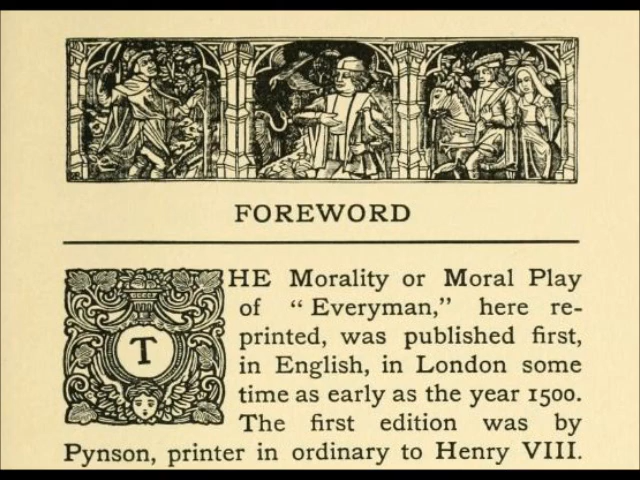 FOREWORD
THE Morality or Moral Play
of “Everyman,” here re-
printed, was published first,
in English, in London some
time as early as the year 1500.
The first edition was by
Pynson, printer in ordinary to Henry VIII.